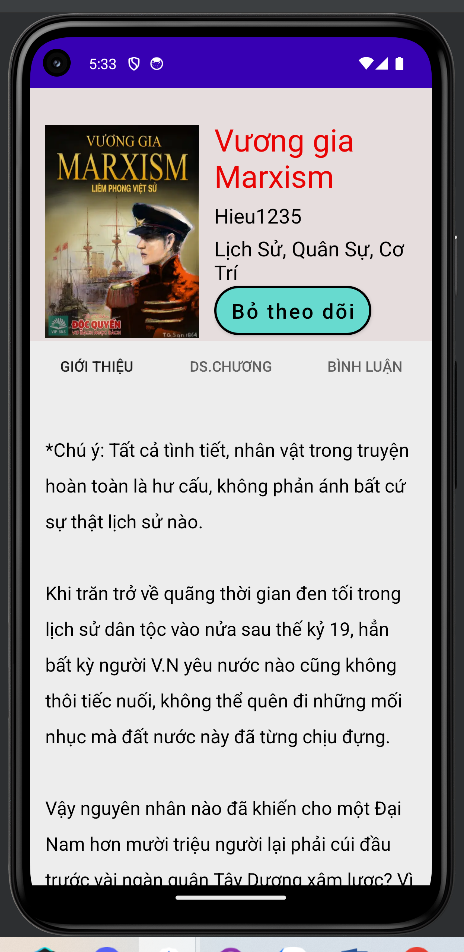 5:33
VƯƠNG GIA
MARXISM
LIÊM PHONG VIỆT SỬ
ĐỘC QUYỀN
Vương gia
Marxism
Hieu1235
Lịch Sử, Quân Sự, Cơ
Trí
Bỏ theo dõi
GIỚI THIỆU
DS.CHƯƠNG
BÌNH LUẬN
*Chú ý: Tất cả tình tiết, nhân vật trong truyện
hoàn toàn là hư cấu, không phản ánh bất cứ
sự thật lịch sử nào.
Khi trăn trở về quãng thời gian đen tối trong
lịch sử dân tộc vào nửa sau thế kỷ 19, hẳn
bất kỳ người V.N yêu nước nào cũng không
thôi tiếc nuối, không thể quên đi những mối
nhục mà đất nước này đã từng chịu đựng.
Vậy nguyên nhân nào đã khiến cho một Đại
Nam hơn mười triệu người lại phải cúi đầu
trước vài ngàn quân Tây Dương xâm lược? Vì